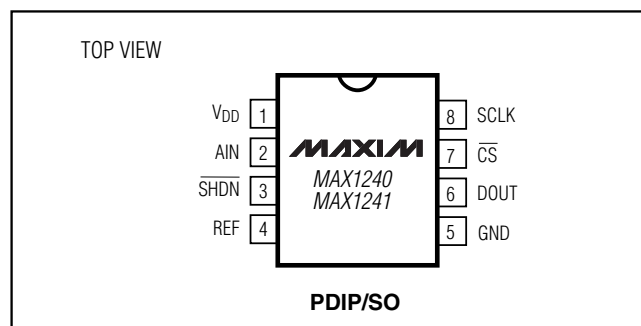 TOP VIEW
VDD 1
AIN 2
SHDN 3
REF 4
MAXIM
MAX1240
MAX1241
8 SCLK
7 CS
6 DOUT
5 GND
PDIP/SO